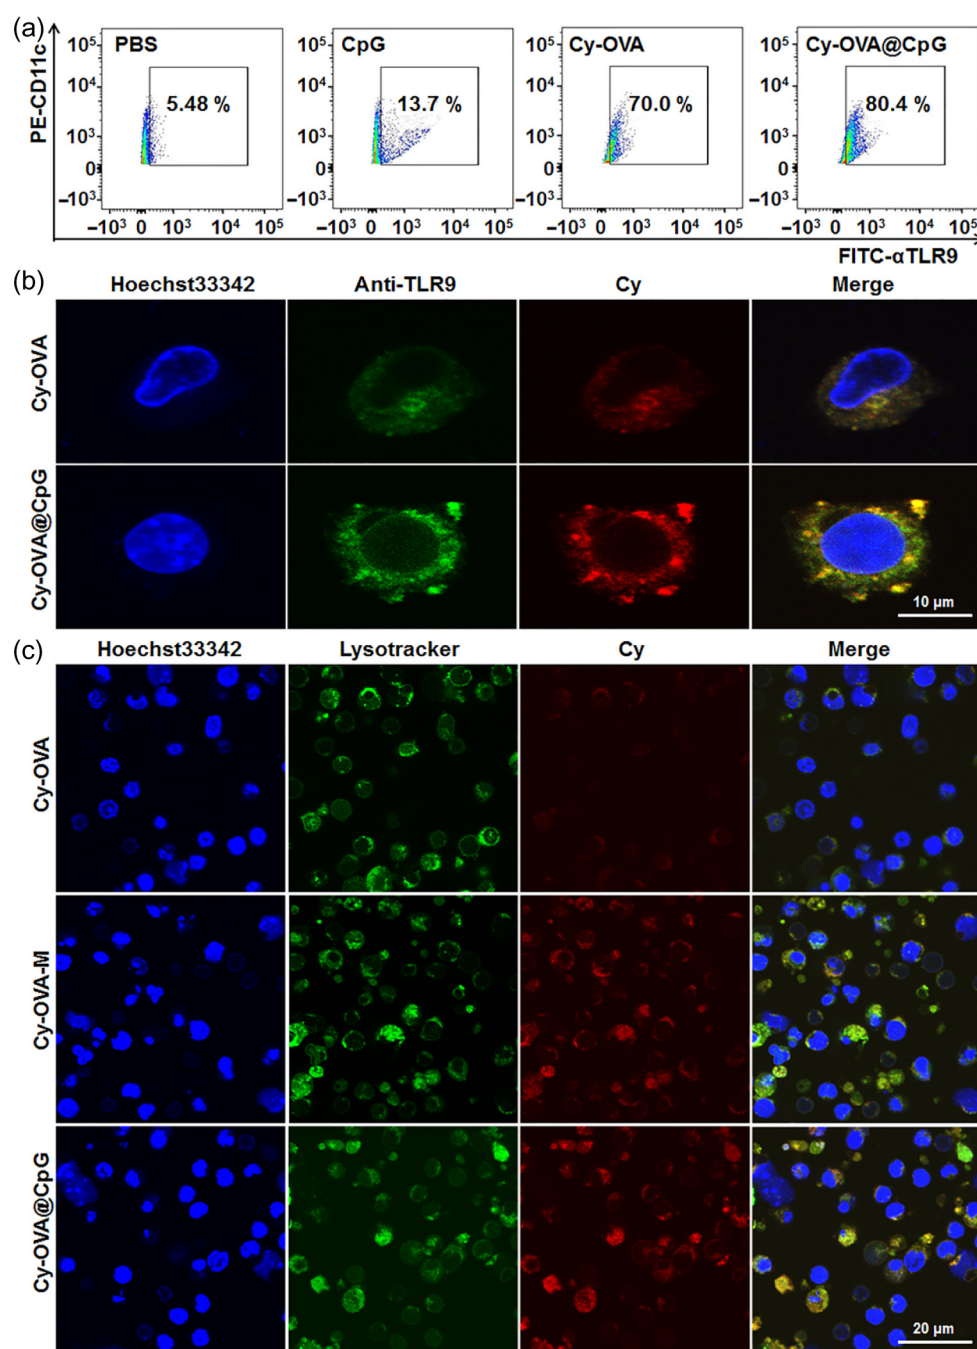 (a)
PE-CD11c
PBS
CpG
Cy-OVA
Cy-OVA@CpG
10⁵
10⁵
10⁵
10⁵
10⁴
10⁴
10⁴
10⁴
5.48 %
13.7 %
70.0 %
80.4 %
10³
10³
10³
10³
0
0
0
0
−10³
−10³
−10³
−10³
−10³ 0 10³ 10⁴ 10⁵
−10³ 0 10³ 10⁴ 10⁵
−10³ 0 10³ 10⁴ 10⁵
−10³ 0 10³ 10⁴ 10⁵
FITC-αTLR9
(b)
Hoechst33342
Anti-TLR9
Cy
Merge
Cy-OVA
Cy-OVA@CpG
10 µm
(c)
Hoechst33342
Lysotracker
Cy
Merge
Cy-OVA
Cy-OVA-M
Cy-OVA@CpG
20 µm